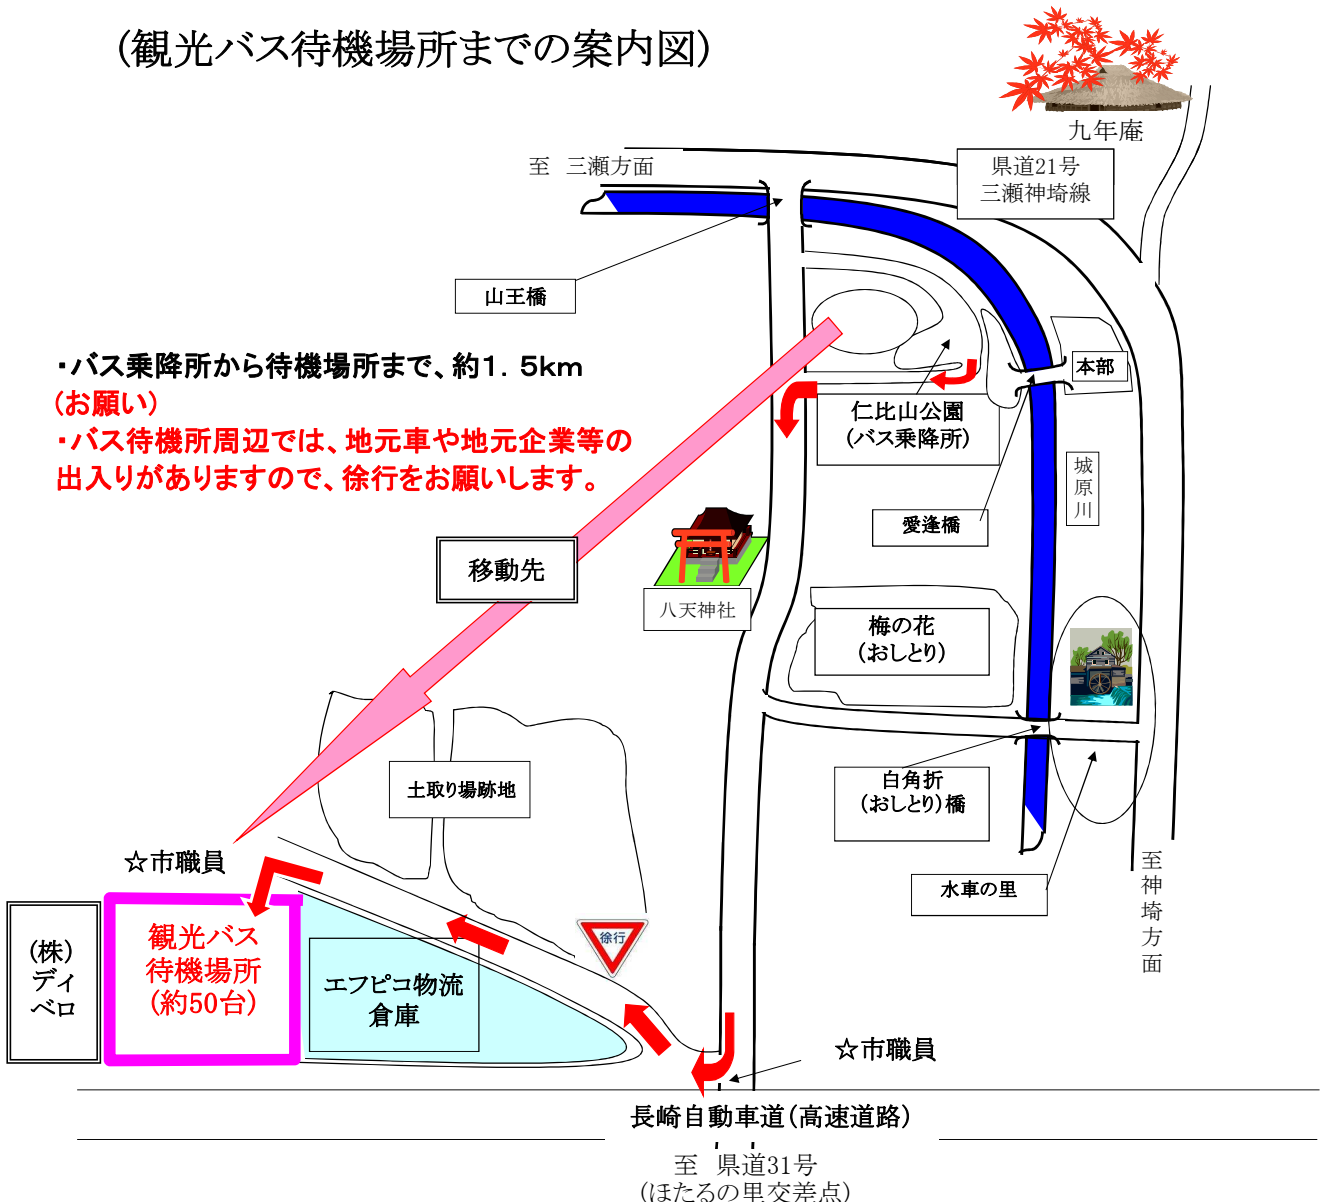 (観光バス待機場所までの案内図)
九年庵
至 三瀬方面
県道21号
三瀬神埼線
山王橋
・バス乗降所から待機場所まで、約1.5km
(お願い)
・バス待機所周辺では、地元車や地元企業等の
出入りがありますので、徐行をお願いします。
本部
仁比山公園
(バス乗降所)
城原川
愛逢橋
移動先
八天神社
梅の花
(おしとり)
土取り場跡地
白角折
(おしとり)橋
水車の里
至神埼方面
☆市職員
(株)
ディ
ベロ
観光バス
待機場所
(約50台)
エフピコ物流
倉庫
徐行
☆市職員
長崎自動車道(高速道路)
至 県道31号
(ほたるの里交差点)